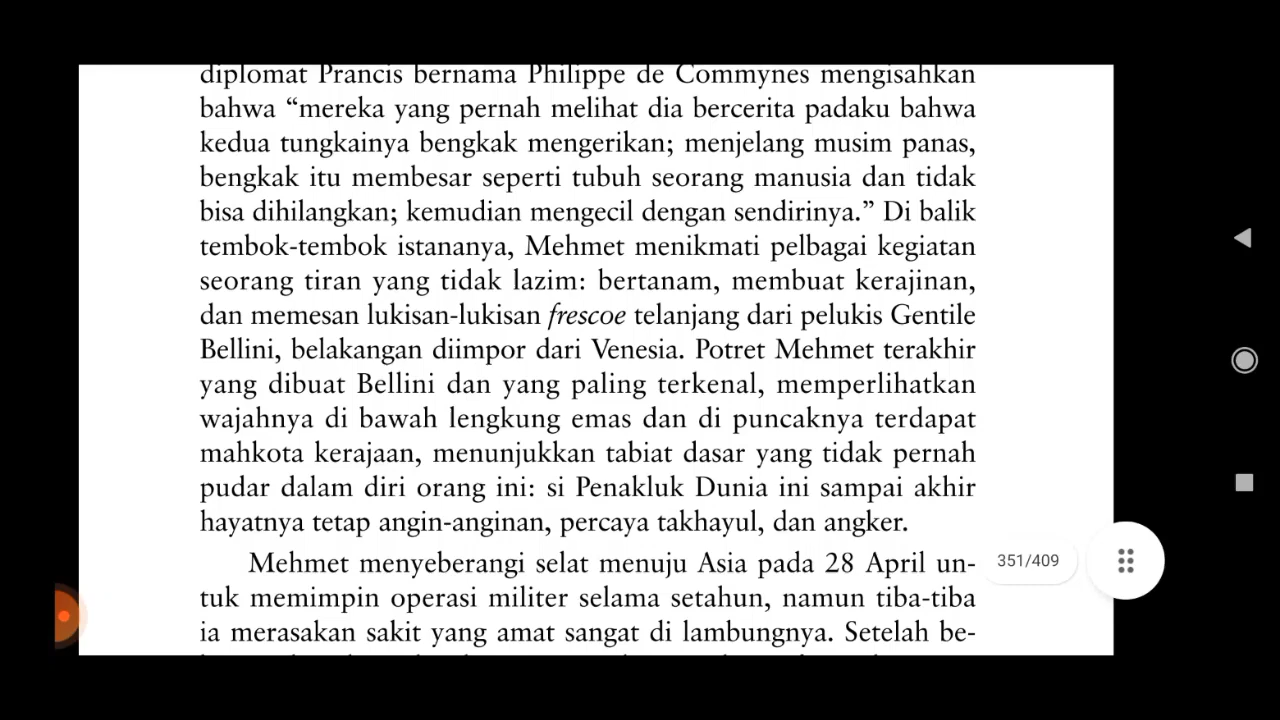 diplomat Prancis bernama Philippe de Commynes mengisahkan
bahwa “mereka yang pernah melihat dia bercerita padaku bahwa
kedua tungkainya bengkak mengerikan; menjelang musim panas,
bengkak itu membesar seperti tubuh seorang manusia dan tidak
bisa dihilangkan; kemudian mengecil dengan sendirinya.” Di balik
tembok-tembok istananya, Mehmet menikmati pelbagai kegiatan
seorang tiran yang tidak lazim: bertanam, membuat kerajinan,
dan memesan lukisan-lukisan frescoe telanjang dari pelukis Gentile
Bellini, belakangan diimpor dari Venesia. Potret Mehmet terakhir
yang dibuat Bellini dan yang paling terkenal, memperlihatkan
wajahnya di bawah lengkung emas dan di puncaknya terdapat
mahkota kerajaan, menunjukkan tabiat dasar yang tidak pernah
pudar dalam diri orang ini: si Penakluk Dunia ini sampai akhir
hayatnya tetap angin-anginan, percaya takhayul, dan angker.
Mehmet menyeberangi selat menuju Asia pada 28 April un-
tuk memimpin operasi militer selama setahun, namun tiba-tiba
ia merasakan sakit yang amat sangat di lambungnya. Setelah be-
351/409